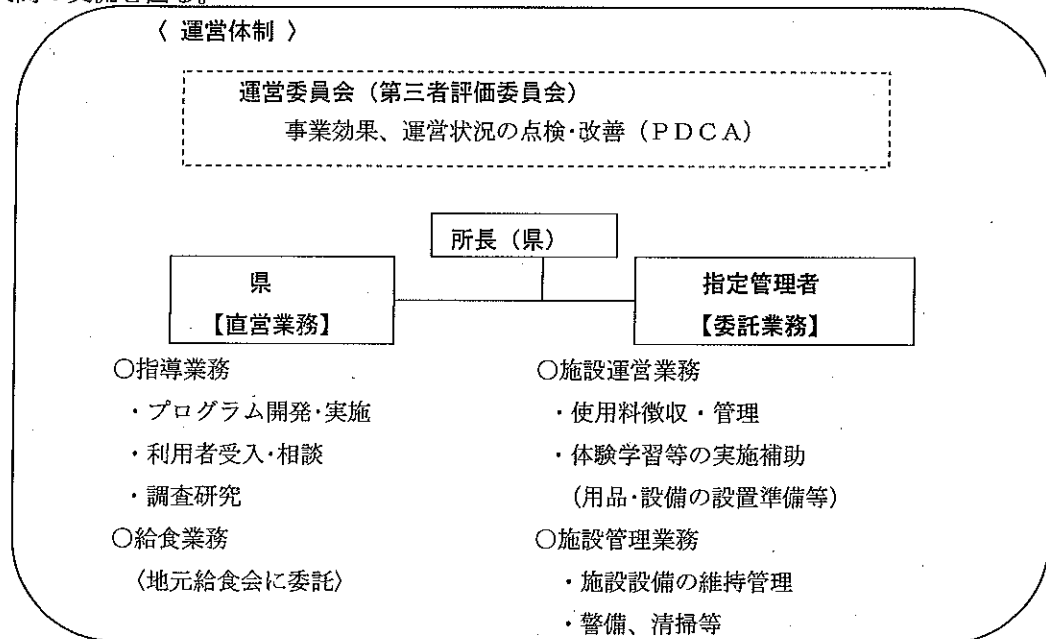 〈 運営体制 〉
運営委員会（第三者評価委員会）
事業効果、運営状況の点検・改善（ＰＤＣＡ）
所長（県）
県
【直営業務】
○指導業務
・プログラム開発・実施
・利用者受入・相談
・調査研究
○給食業務
〈地元給食会に委託〉
指定管理者
【委託業務】
○施設運営業務
・使用料徴収・管理
・体験学習等の実施補助
（用品・設備の設置準備等）
○施設管理業務
・施設設備の維持管理
・警備、清掃等